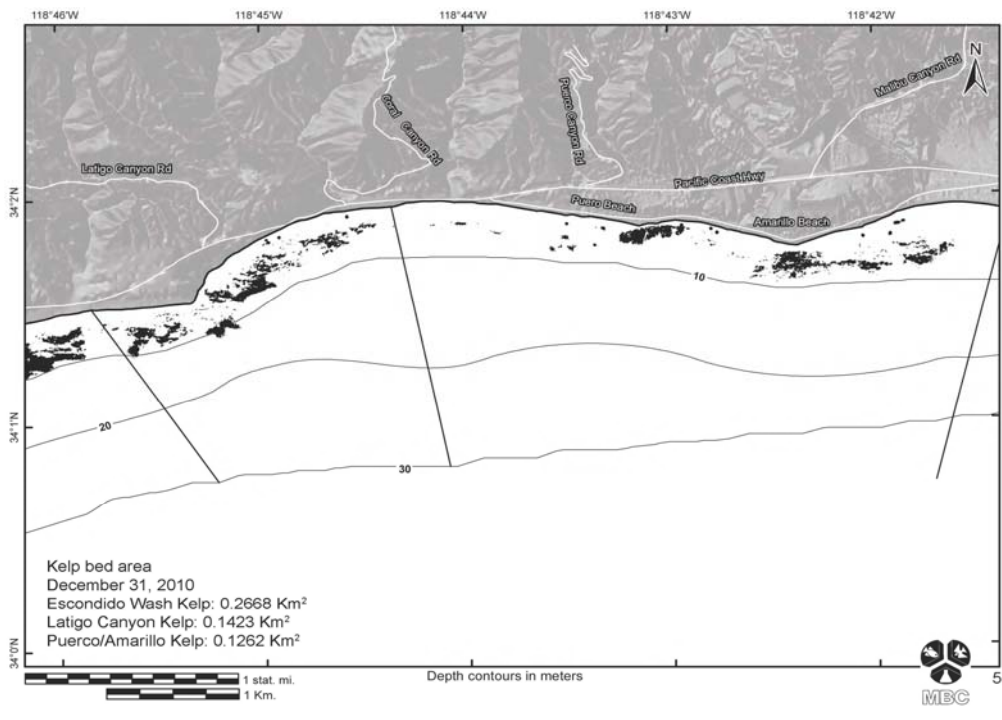 118°46'W 118°45'W 118°44'W 118°43'W 118°42'W
N
Malibu Canyon Rd
Coral Canyon Rd
Puerco Canyon Rd
Latigo Canyon Rd
Pacific Coast Hwy
34°2'N
Puero Beach
Amarillo Beach
10
34°1'N
20
30
Kelp bed area
December 31, 2010
Escondido Wash Kelp: 0.2668 Km²
Latigo Canyon Kelp: 0.1423 Km²
Puerco/Amarillo Kelp: 0.1262 Km²
34°0'N
Depth contours in meters
1 stat. mi.
1 Km.
MBC
5